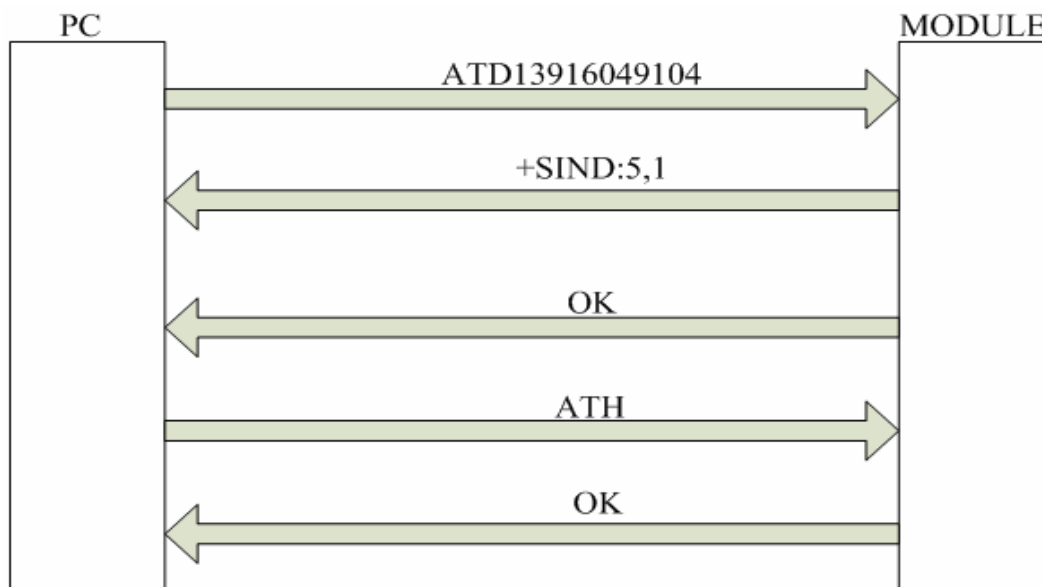 PC
MODULE
ATD13916049104
+SIND:5,1
OK
ATH
OK